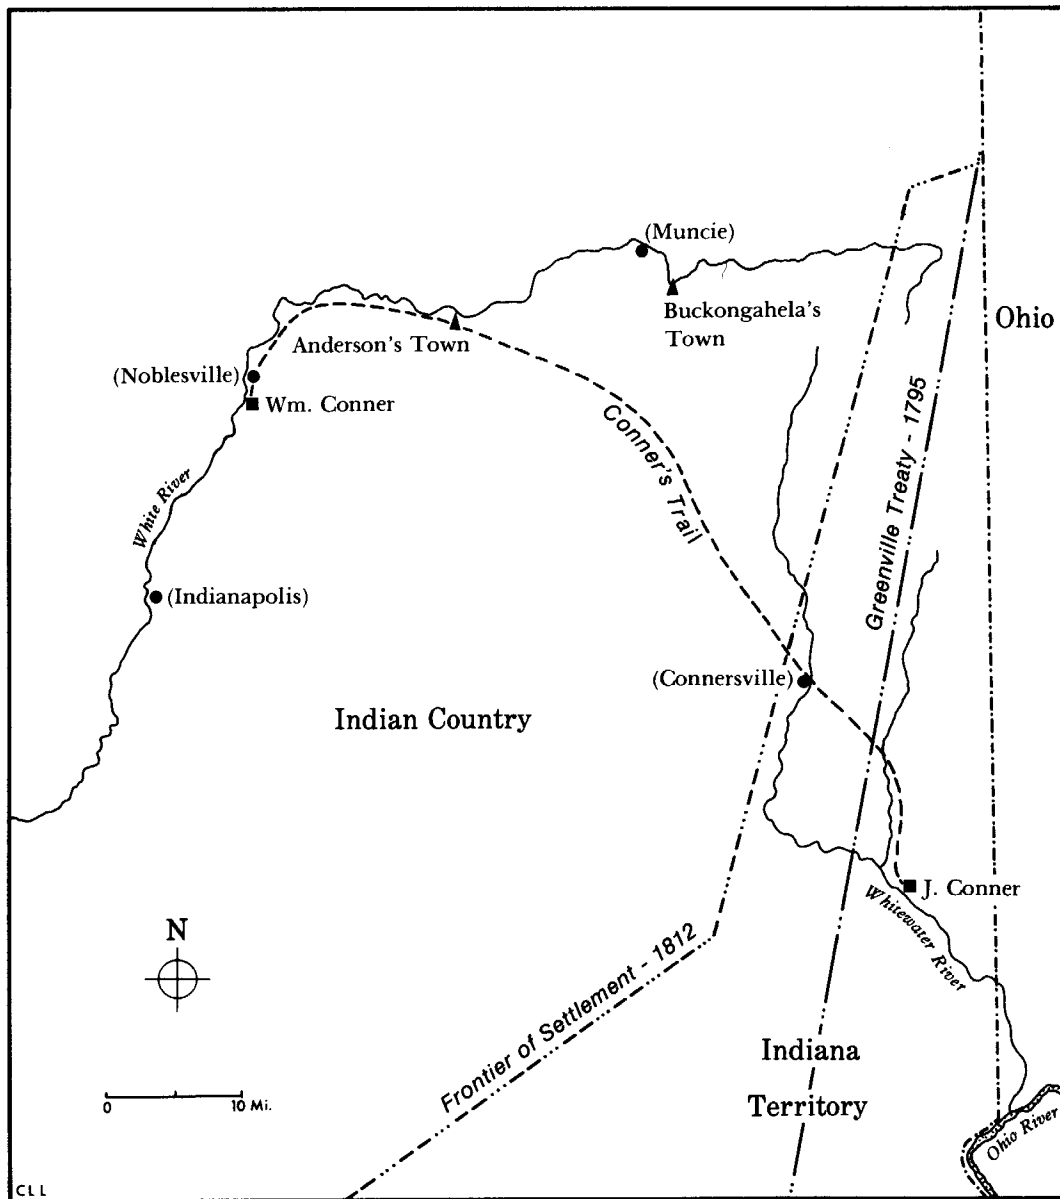 (Muncie)
Buckongahela's
Town
Ohio
Anderson's Town
(Noblesville)
Wm. Conner
Conner's Trail
Greenville Treaty - 1795
White River
(Indianapolis)
(Connersville)
Indian Country
J. Conner
Whitewater River
N
Frontier of Settlement - 1812
Indiana
Territory
0 10 Mi.
Ohio River
CLL